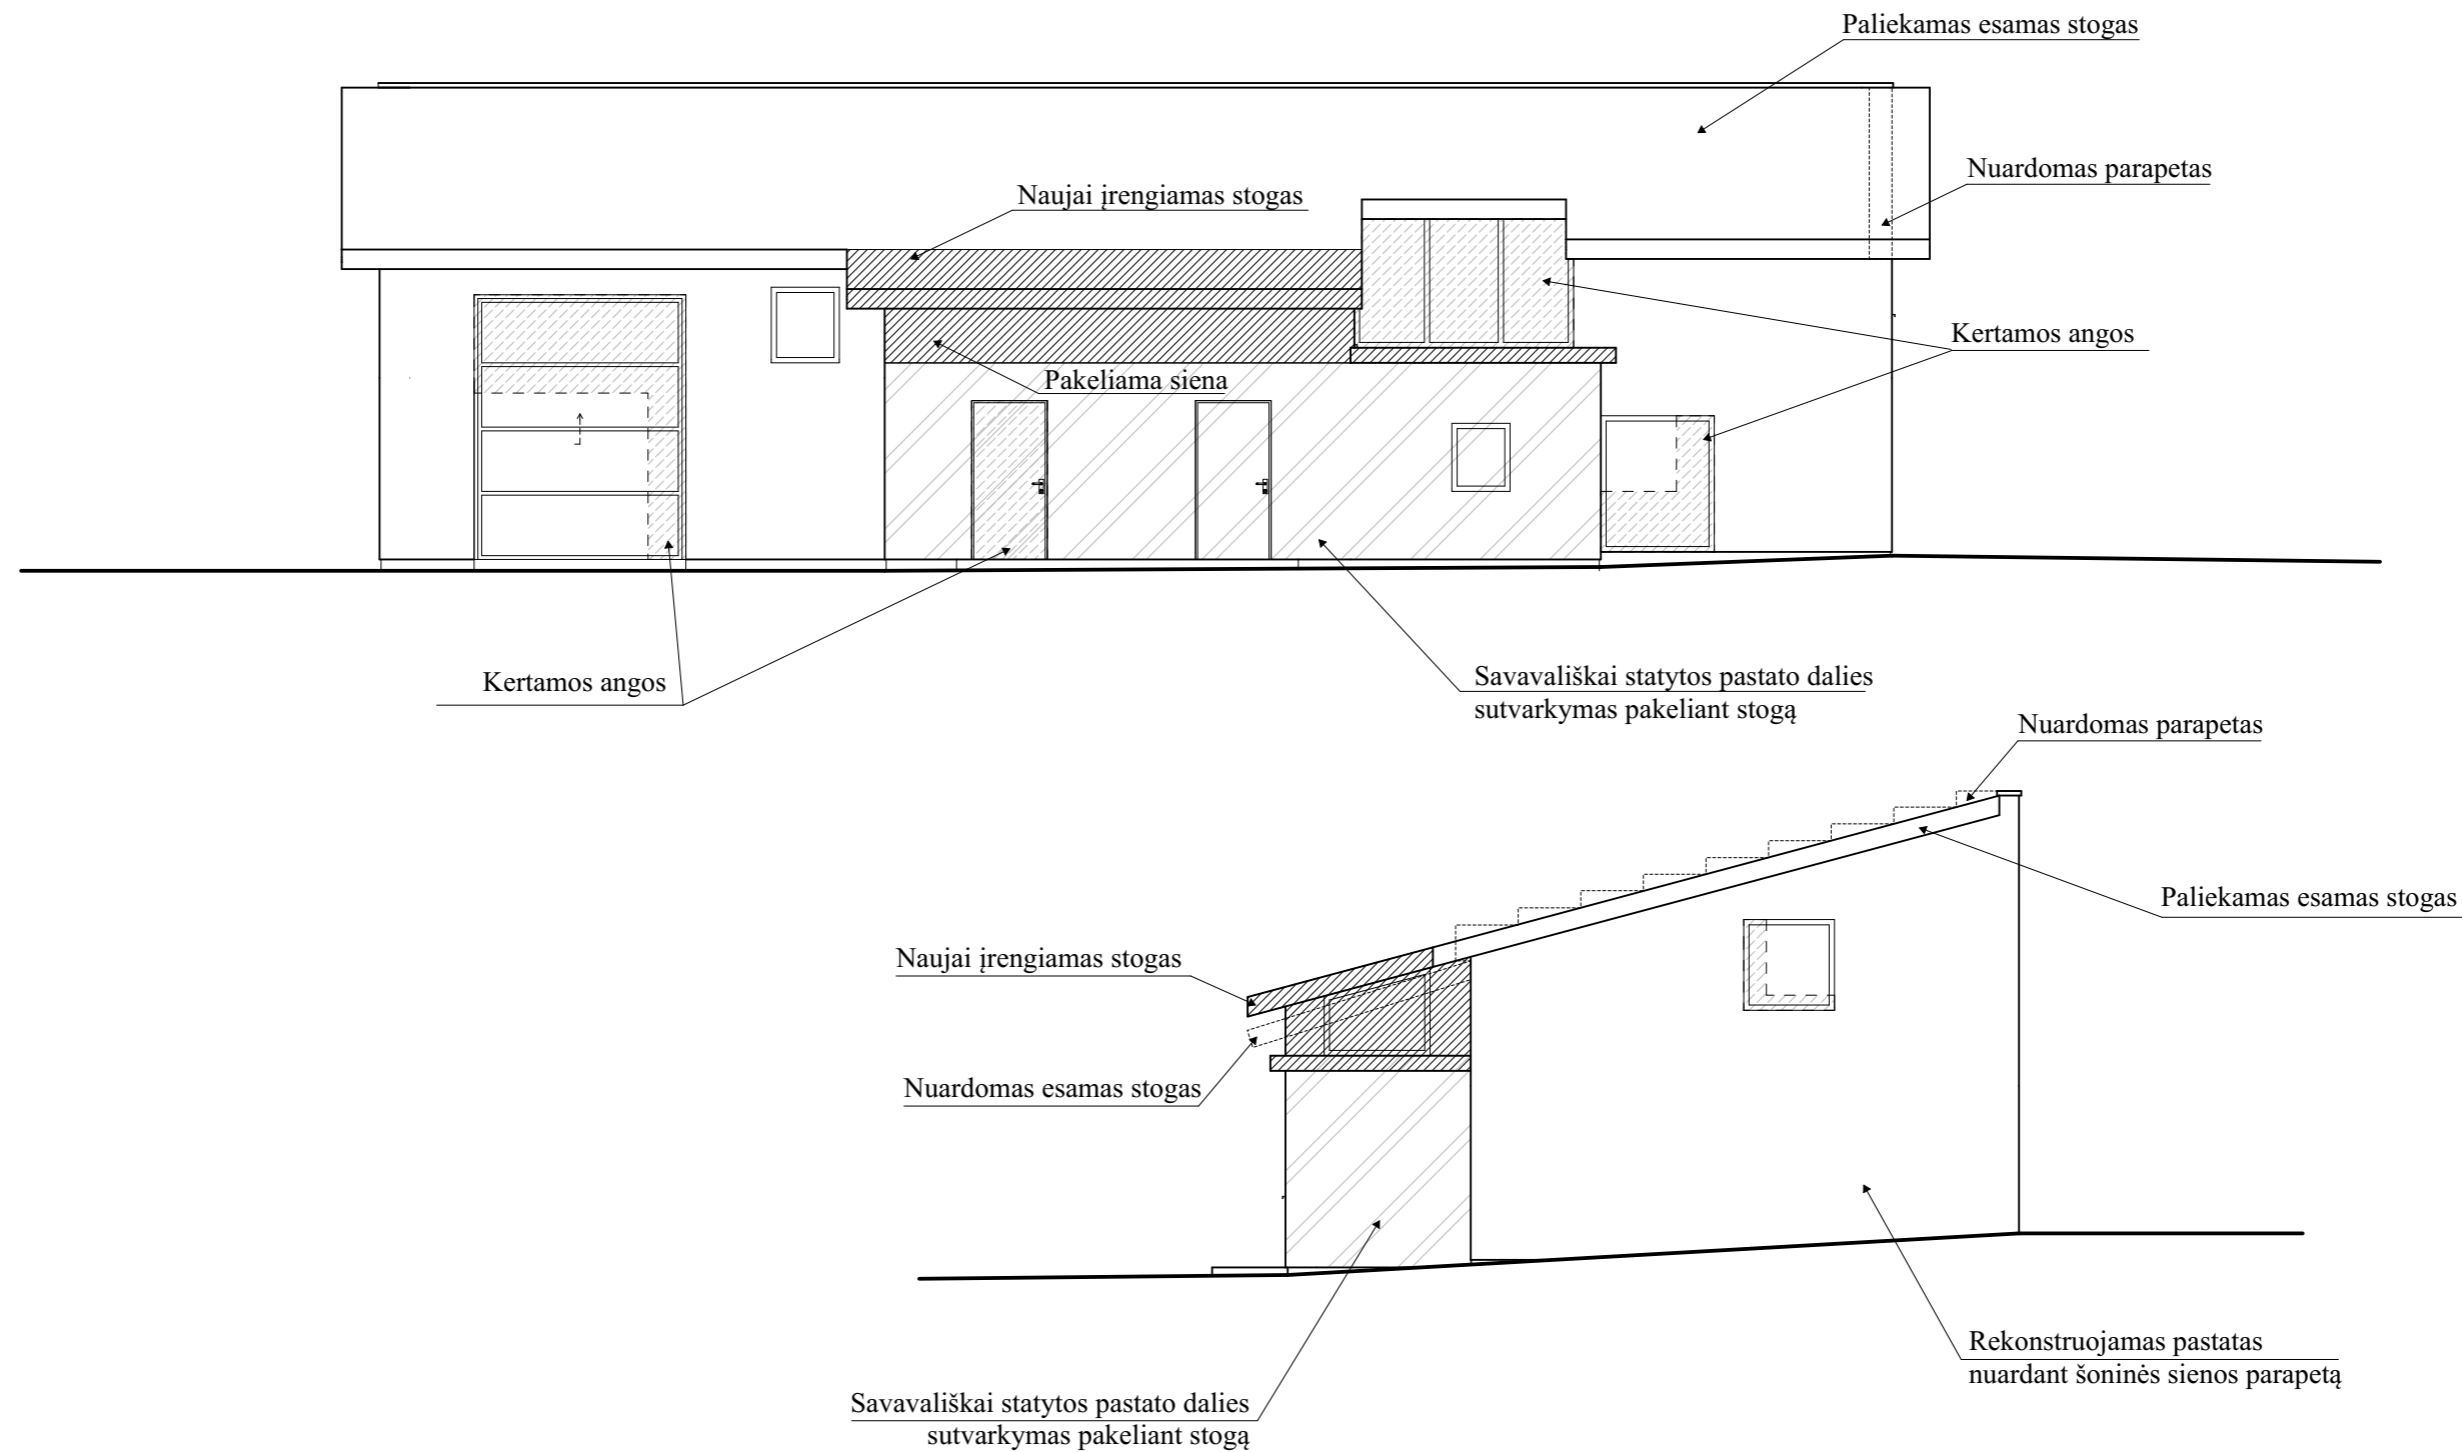 Paliekamas esamas stogas
Nuardomas parapetas
Naujai įrengiamas stogas
Kertamos angos
Pakeliama siena
Kertamos angos
Savavališkai statytos pastato dalies
sutvarkymas pakeliant stogą
Nuardomas parapetas
Paliekamas esamas stogas
Naujai įrengiamas stogas
Nuardomas esamas stogas
Rekonstruojamas pastatas
nuardant šoninės sienos parapetą
Savavališkai statytos pastato dalies
sutvarkymas pakeliant stogą